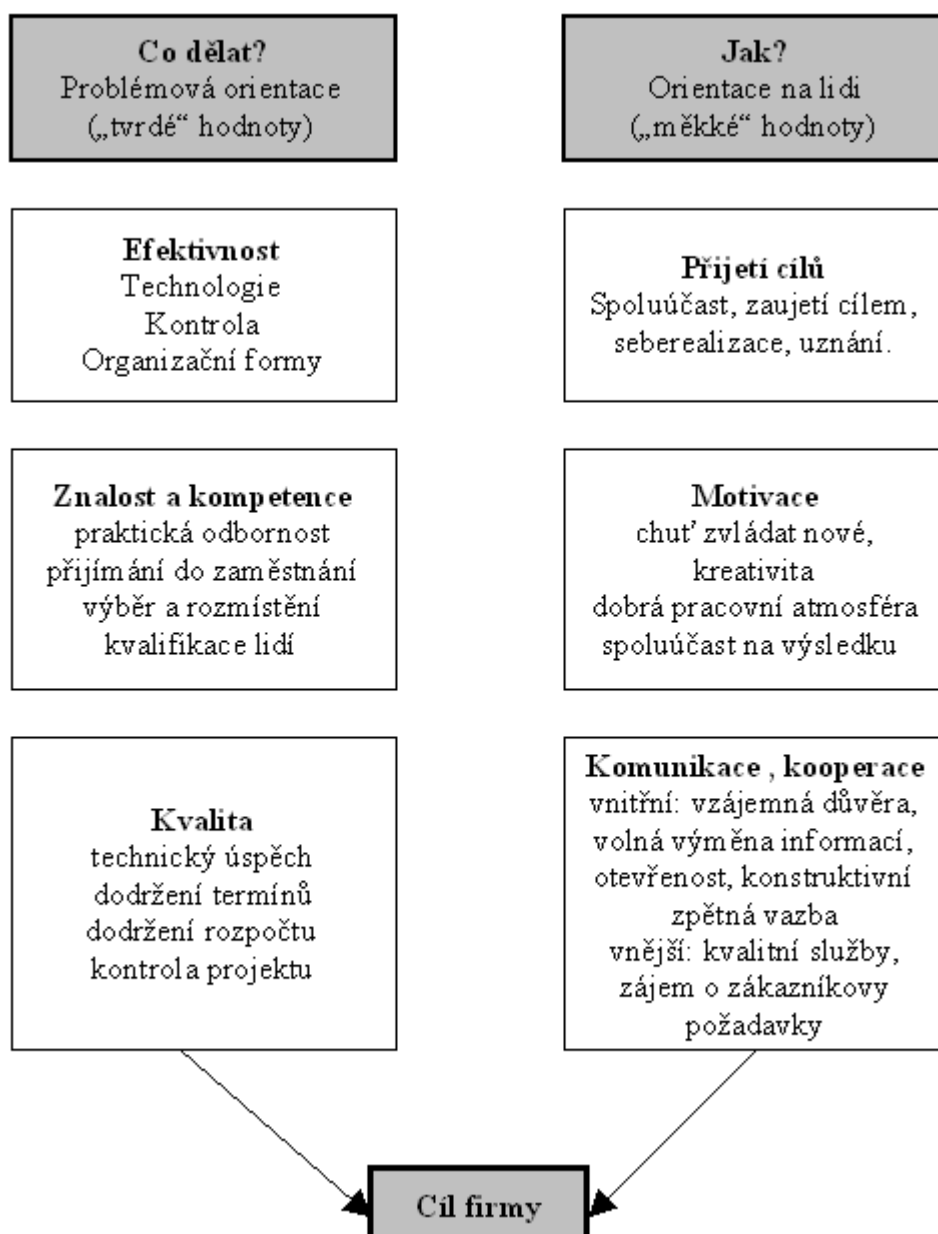 Co dělat?
Problémová orientace
(„tvrdé“ hodnoty)
Efektivnost
Technologie
Kontrola
Organizační formy
Znalost a kompetence
praktická odbornost
přijímání do zaměstnání
výběr a rozmístění
kvalifikace lidí
Kvalita
technický úspěch
dodržení termínů
dodržení rozpočtu
kontrola projektu
Jak?
Orientace na lidi
(„měkké“ hodnoty)
Přijetí cílů
Spoluúčast, zaujetí cílem,
seberealizace, uznání.
Motivace
chuť zvládat nové,
kreativita
dobrá pracovní atmosféra
spoluúčast na výsledku
Komunikace , kooperace
vnitřní: vzájemná důvěra,
volná výměna informací,
otevřenost, konstruktivní
zpětná vazba
vnější: kvalitní služby,
zájem o zákazníkovy
požadavky
Cíl firmy